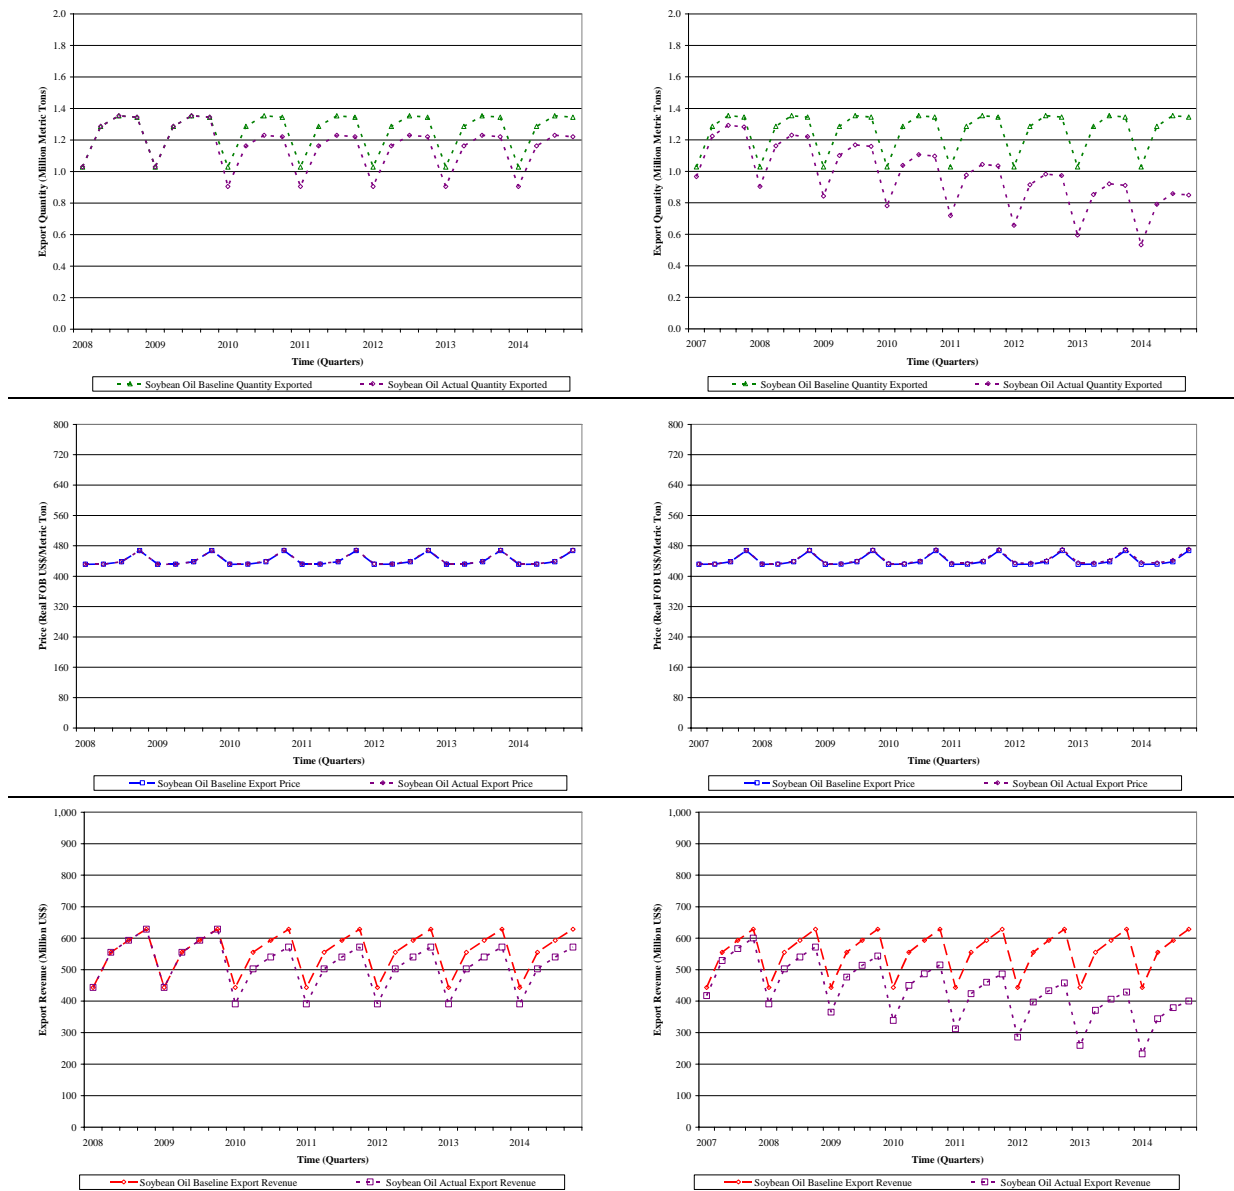 2.0
1.8
1.6
1.4
1.2
1.0
0.8
0.6
0.4
0.2
0.0
Export Quantity (Million Metric Tons)
2008 2009 2010 2011 2012 2013 2014
Time (Quarters)
Soybean Oil Baseline Quantity Exported Soybean Oil Actual Quantity Exported
2.0
1.8
1.6
1.4
1.2
1.0
0.8
0.6
0.4
0.2
0.0
Export Quantity (Million Metric Tons)
2007 2008 2009 2010 2011 2012 2013 2014
Time (Quarters)
Soybean Oil Baseline Quantity Exported Soybean Oil Actual Quantity Exported
800
720
640
560
480
400
320
240
160
80
0
Price (Real FOB US$/Metric Ton)
2008 2009 2010 2011 2012 2013 2014
Time (Quarters)
Soybean Oil Baseline Export Price Soybean Oil Actual Export Price
800
720
640
560
480
400
320
240
160
80
0
Price (Real FOB US$/Metric Ton)
2007 2008 2009 2010 2011 2012 2013 2014
Time (Quarters)
Soybean Oil Baseline Export Price Soybean Oil Actual Export Price
1,000
900
800
700
600
500
400
300
200
100
0
Export Revenue (Million US$)
2008 2009 2010 2011 2012 2013 2014
Time (Quarters)
Soybean Oil Baseline Export Revenue Soybean Oil Actual Export Revenue
1,000
900
800
700
600
500
400
300
200
100
0
Export Revenue (Million US$)
2007 2008 2009 2010 2011 2012 2013 2014
Time (Quarters)
Soybean Oil Baseline Export Revenue Soybean Oil Actual Export Revenue